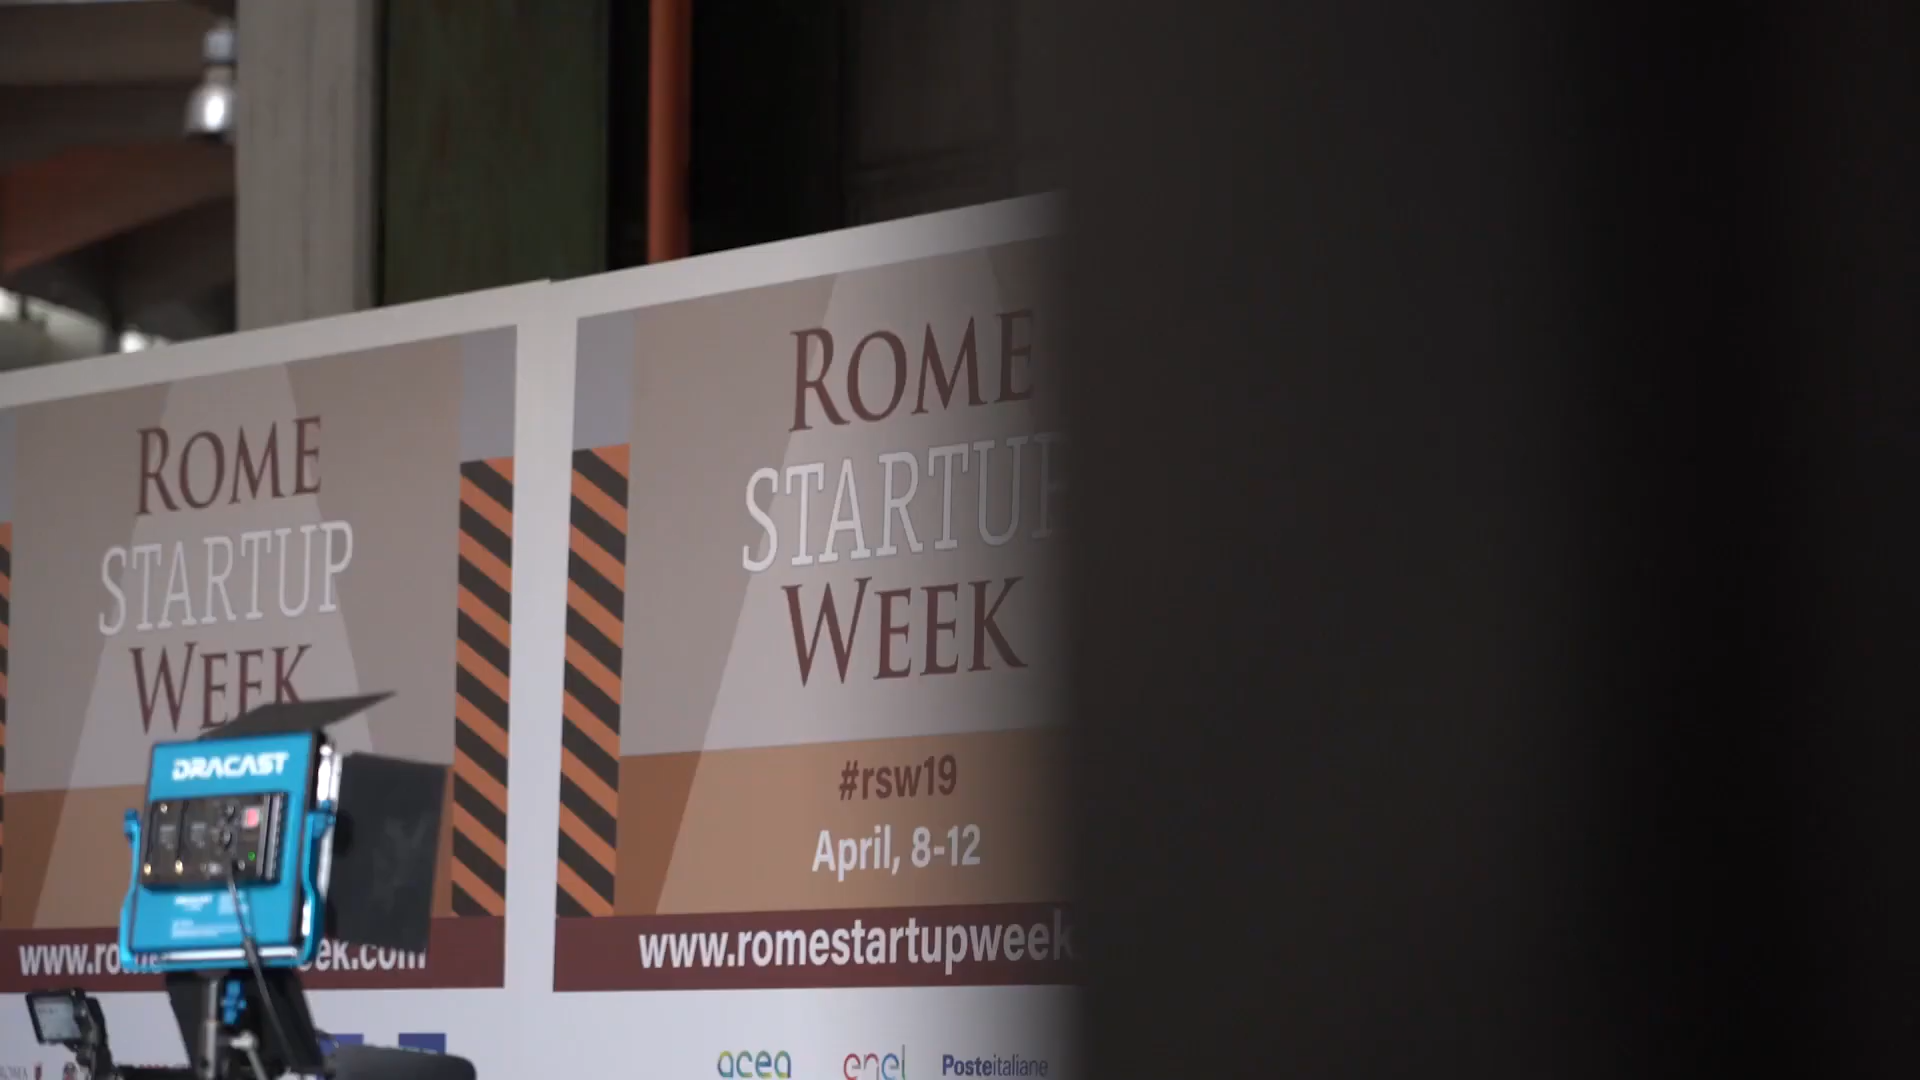 ROME
STARTUP
WEEK
DRACAST
www.ro
eek.com
ROME
STARTUP
WEEK
#rsw19
April, 8-12
www.romestartupweek.
acea
enel
Posteitaliane